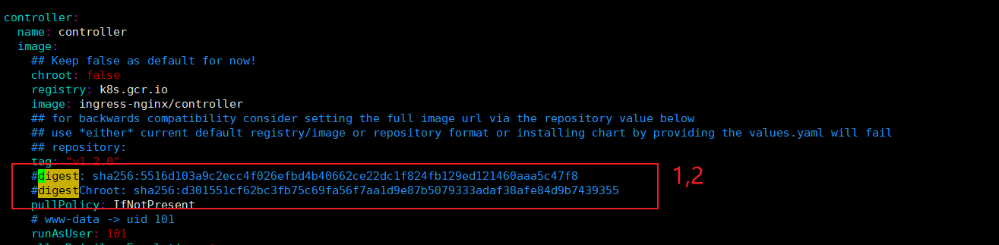 controller:
name: controller
image:
## Keep false as default for now!
chroot: false
registry: k8s.gcr.io
image: ingress-nginx/controller
## for backwards compatibility consider setting the full image url via the repository value below
## use *either* current default registry/image or repository format or installing chart by providing the values.yaml will fail
## repository:
tag: "v1.2.0"
#digest: sha256:5516d103a9c2ecc4f026efbd4b40662ce22dc1f824fb129ed121460aaa5c47f8
#digestChroot: sha256:d301551cf62bc3fb75c69fa56f7aa1d9e87b5079333adaf38afe84d9b7439355
1,2
pullPolicy: IfNotPresent
# www-data -> uid 101
runAsUser: 101